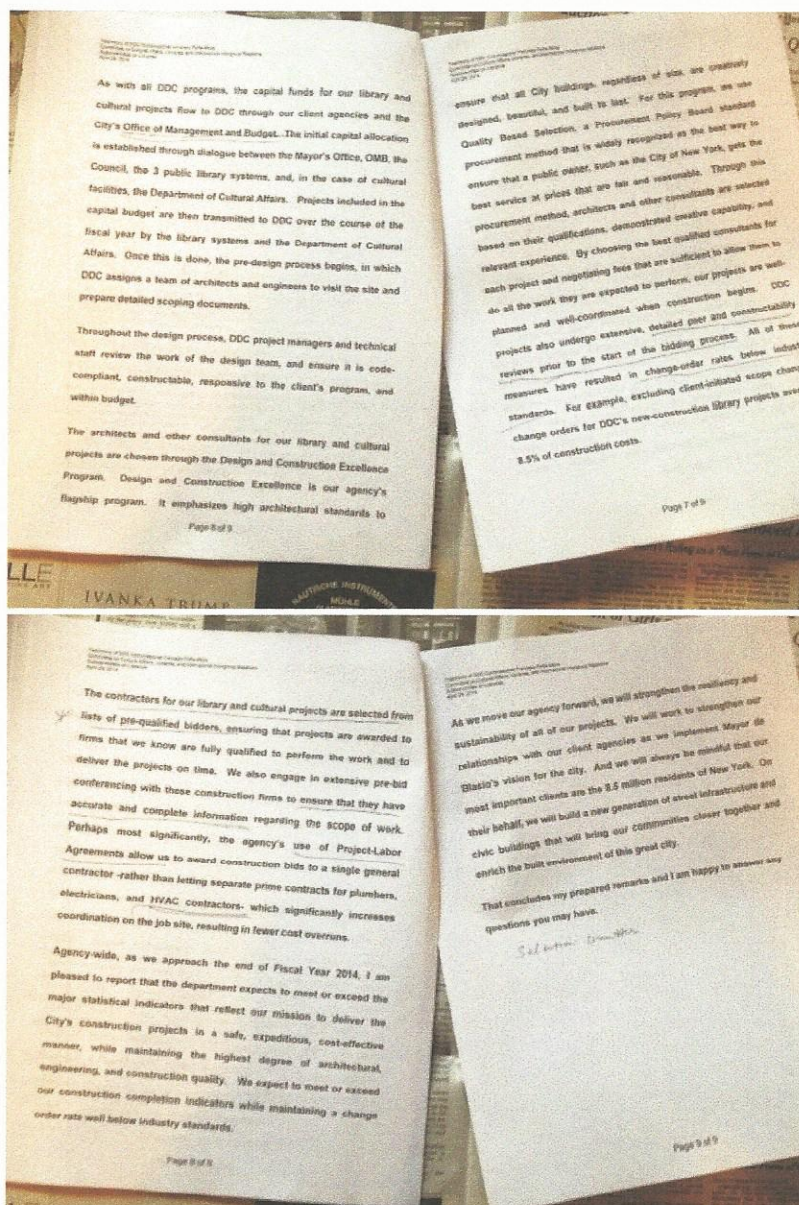 As with all DDC programs, the capital funds for our library and
cultural projects flow to DDC through our client agencies and the
City's Office of Management and Budget. The initial capital allocation
is established through dialogue between the Mayor's Office, OMB, the
Council, the 3 public library systems, and, in the case of cultural
facilities, the Department of Cultural Affairs. Projects included in the
capital budget are then transmitted to DDC over the course of the
fiscal year by the library systems and the Department of Cultural
Affairs. Once this is done, the pre-design process begins, in which
DDC assigns a team of architects and engineers to visit the site and
prepare detailed scoping documents.
Throughout the design process, DDC project managers and technical
staff review the work of the design team, and ensure it is code-
compliant, constructable, responsive to the client's program, and
within budget.
The architects and other consultants for our library and cultural
projects are chosen through the Design and Construction Excellence
Program. Design and Construction Excellence is our agency's
flagship program. It emphasizes high architectural standards to
ensure that all City buildings, regardless of size, are creatively
designed, beautiful, and built to last. For this program, we use
Quality Based Selection, a Procurement Policy Board standard
procurement method that is widely recognized as the best way to
ensure that a public owner, such as the City of New York, gets the
best service at prices that are fair and reasonable. Through this
procurement method, architects and other consultants are selected
based on their qualifications, demonstrated creative capability, and
relevant experience. By choosing the best qualified consultants for
each project and negotiating fees that are sufficient to allow them to
do all the work they are expected to perform, our projects are well-
planned and well-coordinated when construction begins. DDC
projects also undergo extensive, detailed peer and constructability
reviews prior to the start of the bidding process. All of these
measures have resulted in change-order rates below indust
standards. For example, excluding client-initiated scope chang
change orders for DDC's new-construction library projects aver
8.5% of construction costs.
Page 7 of 9
LLE
IVANKA TRUMP
NAUTISCHE INSTRUMENTE
MÜHLE
The contractors for our library and cultural projects are selected from
lists of pre-qualified bidders, ensuring that projects are awarded to
firms that we know are fully qualified to perform the work and to
deliver the projects on time. We also engage in extensive pre-bid
conferencing with these construction firms to ensure that they have
accurate and complete information regarding the scope of work.
Perhaps most significantly, the agency's use of Project-Labor
Agreements allow us to award construction bids to a single general
contractor -rather than letting separate prime contracts for plumbers,
electricians, and HVAC contractors- which significantly increases
coordination on the job site, resulting in fewer cost overruns.
Agency-wide, as we approach the end of Fiscal Year 2014, I am
pleased to report that the department expects to meet or exceed the
major statistical indicators that reflect our mission to deliver the
City's construction projects in a safe, expeditious, cost-effective
manner, while maintaining the highest degree of architectural,
engineering, and construction quality. We expect to meet or exceed
our construction completion indicators while maintaining a change
order rate well below industry standards.
As we move our agency forward, we will strengthen the resiliency and
sustainability of all of our projects. We will work to strengthen our
relationships with our client agencies as we implement Mayor de
Blasio's vision for the city. And we will always be mindful that our
most important clients are the 8.5 million residents of New York. On
their behalf, we will build a new generation of street infrastructure and
civic buildings that will bring our communities closer together and
enrich the built environment of this great city.
That concludes my prepared remarks and I am happy to answer any
questions you may have.
Page 9 of 9